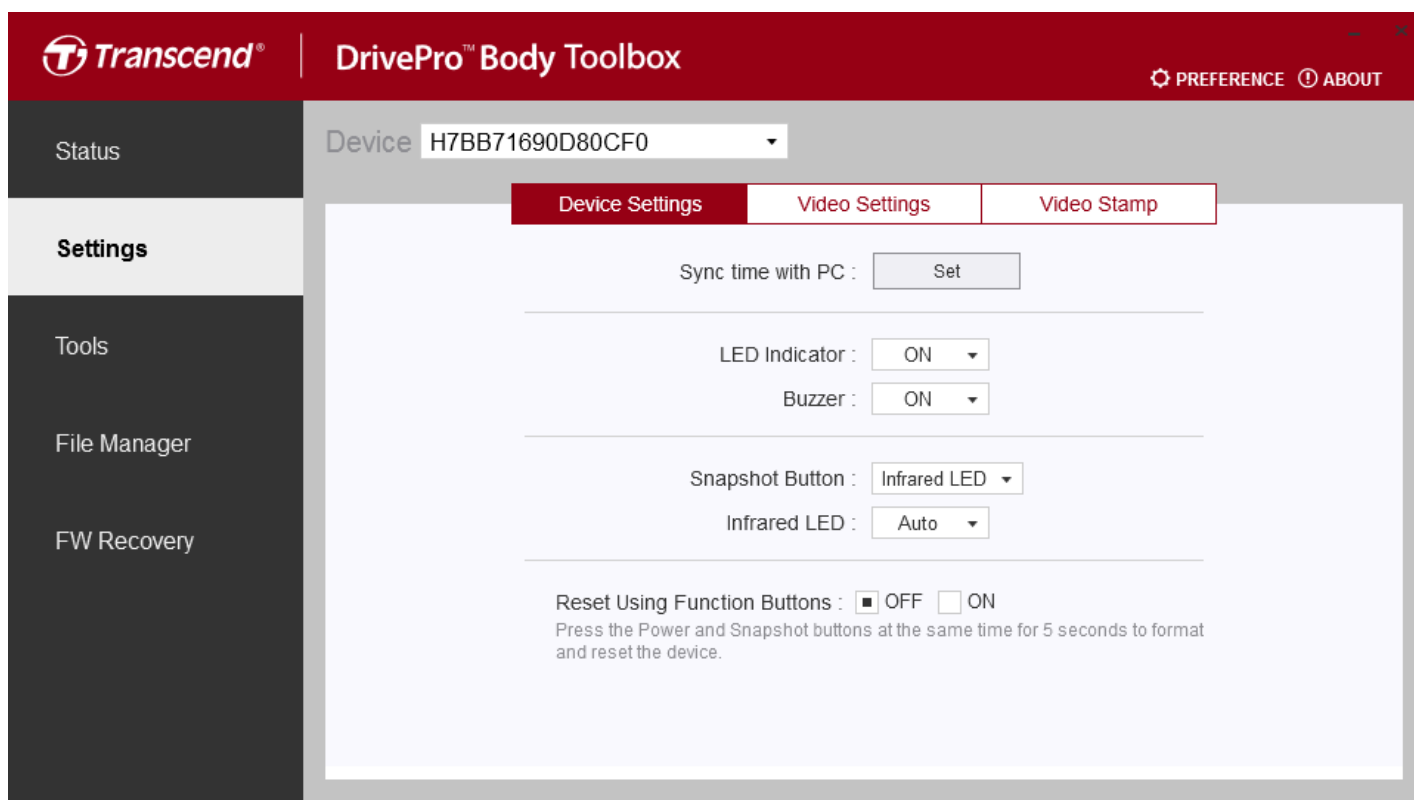 Transcend®
DrivePro™ Body Toolbox
PREFERENCE ABOUT
Status
Settings
Tools
File Manager
FW Recovery
Device H7BB71690D80CF0
Device Settings Video Settings Video Stamp
Sync time with PC : Set
LED Indicator : ON
Buzzer : ON
Snapshot Button : Infrared LED
Infrared LED : Auto
Reset Using Function Buttons : OFF ON
Press the Power and Snapshot buttons at the same time for 5 seconds to format
and reset the device.